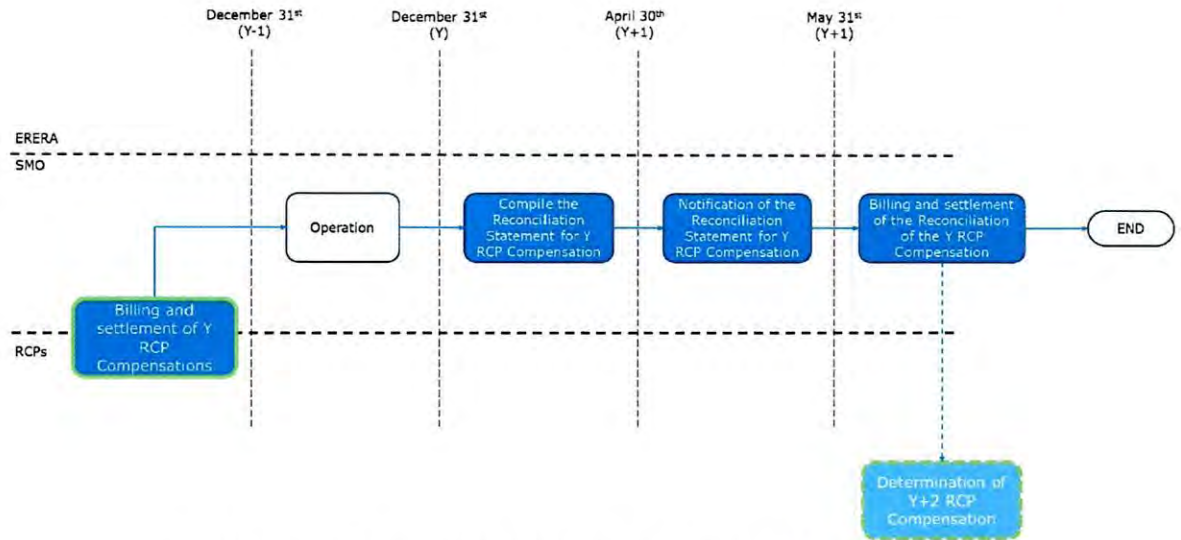 December 31st
(Y-1)
December 31st
(Y)
April 30th
(Y+1)
May 31st
(Y+1)
ERERA
SMO
Operation
Compile the
Reconciliation
Statement for Y
RCP Compensation
Notification of the
Reconciliation
Statement for Y
RCP Compensation
Billing and settlement
of the Reconciliation
of the Y RCP
Compensation
END
Billing and
settlement of Y
RCP
Compensations
RCPs
Determination of
Y+2 RCP
Compensation